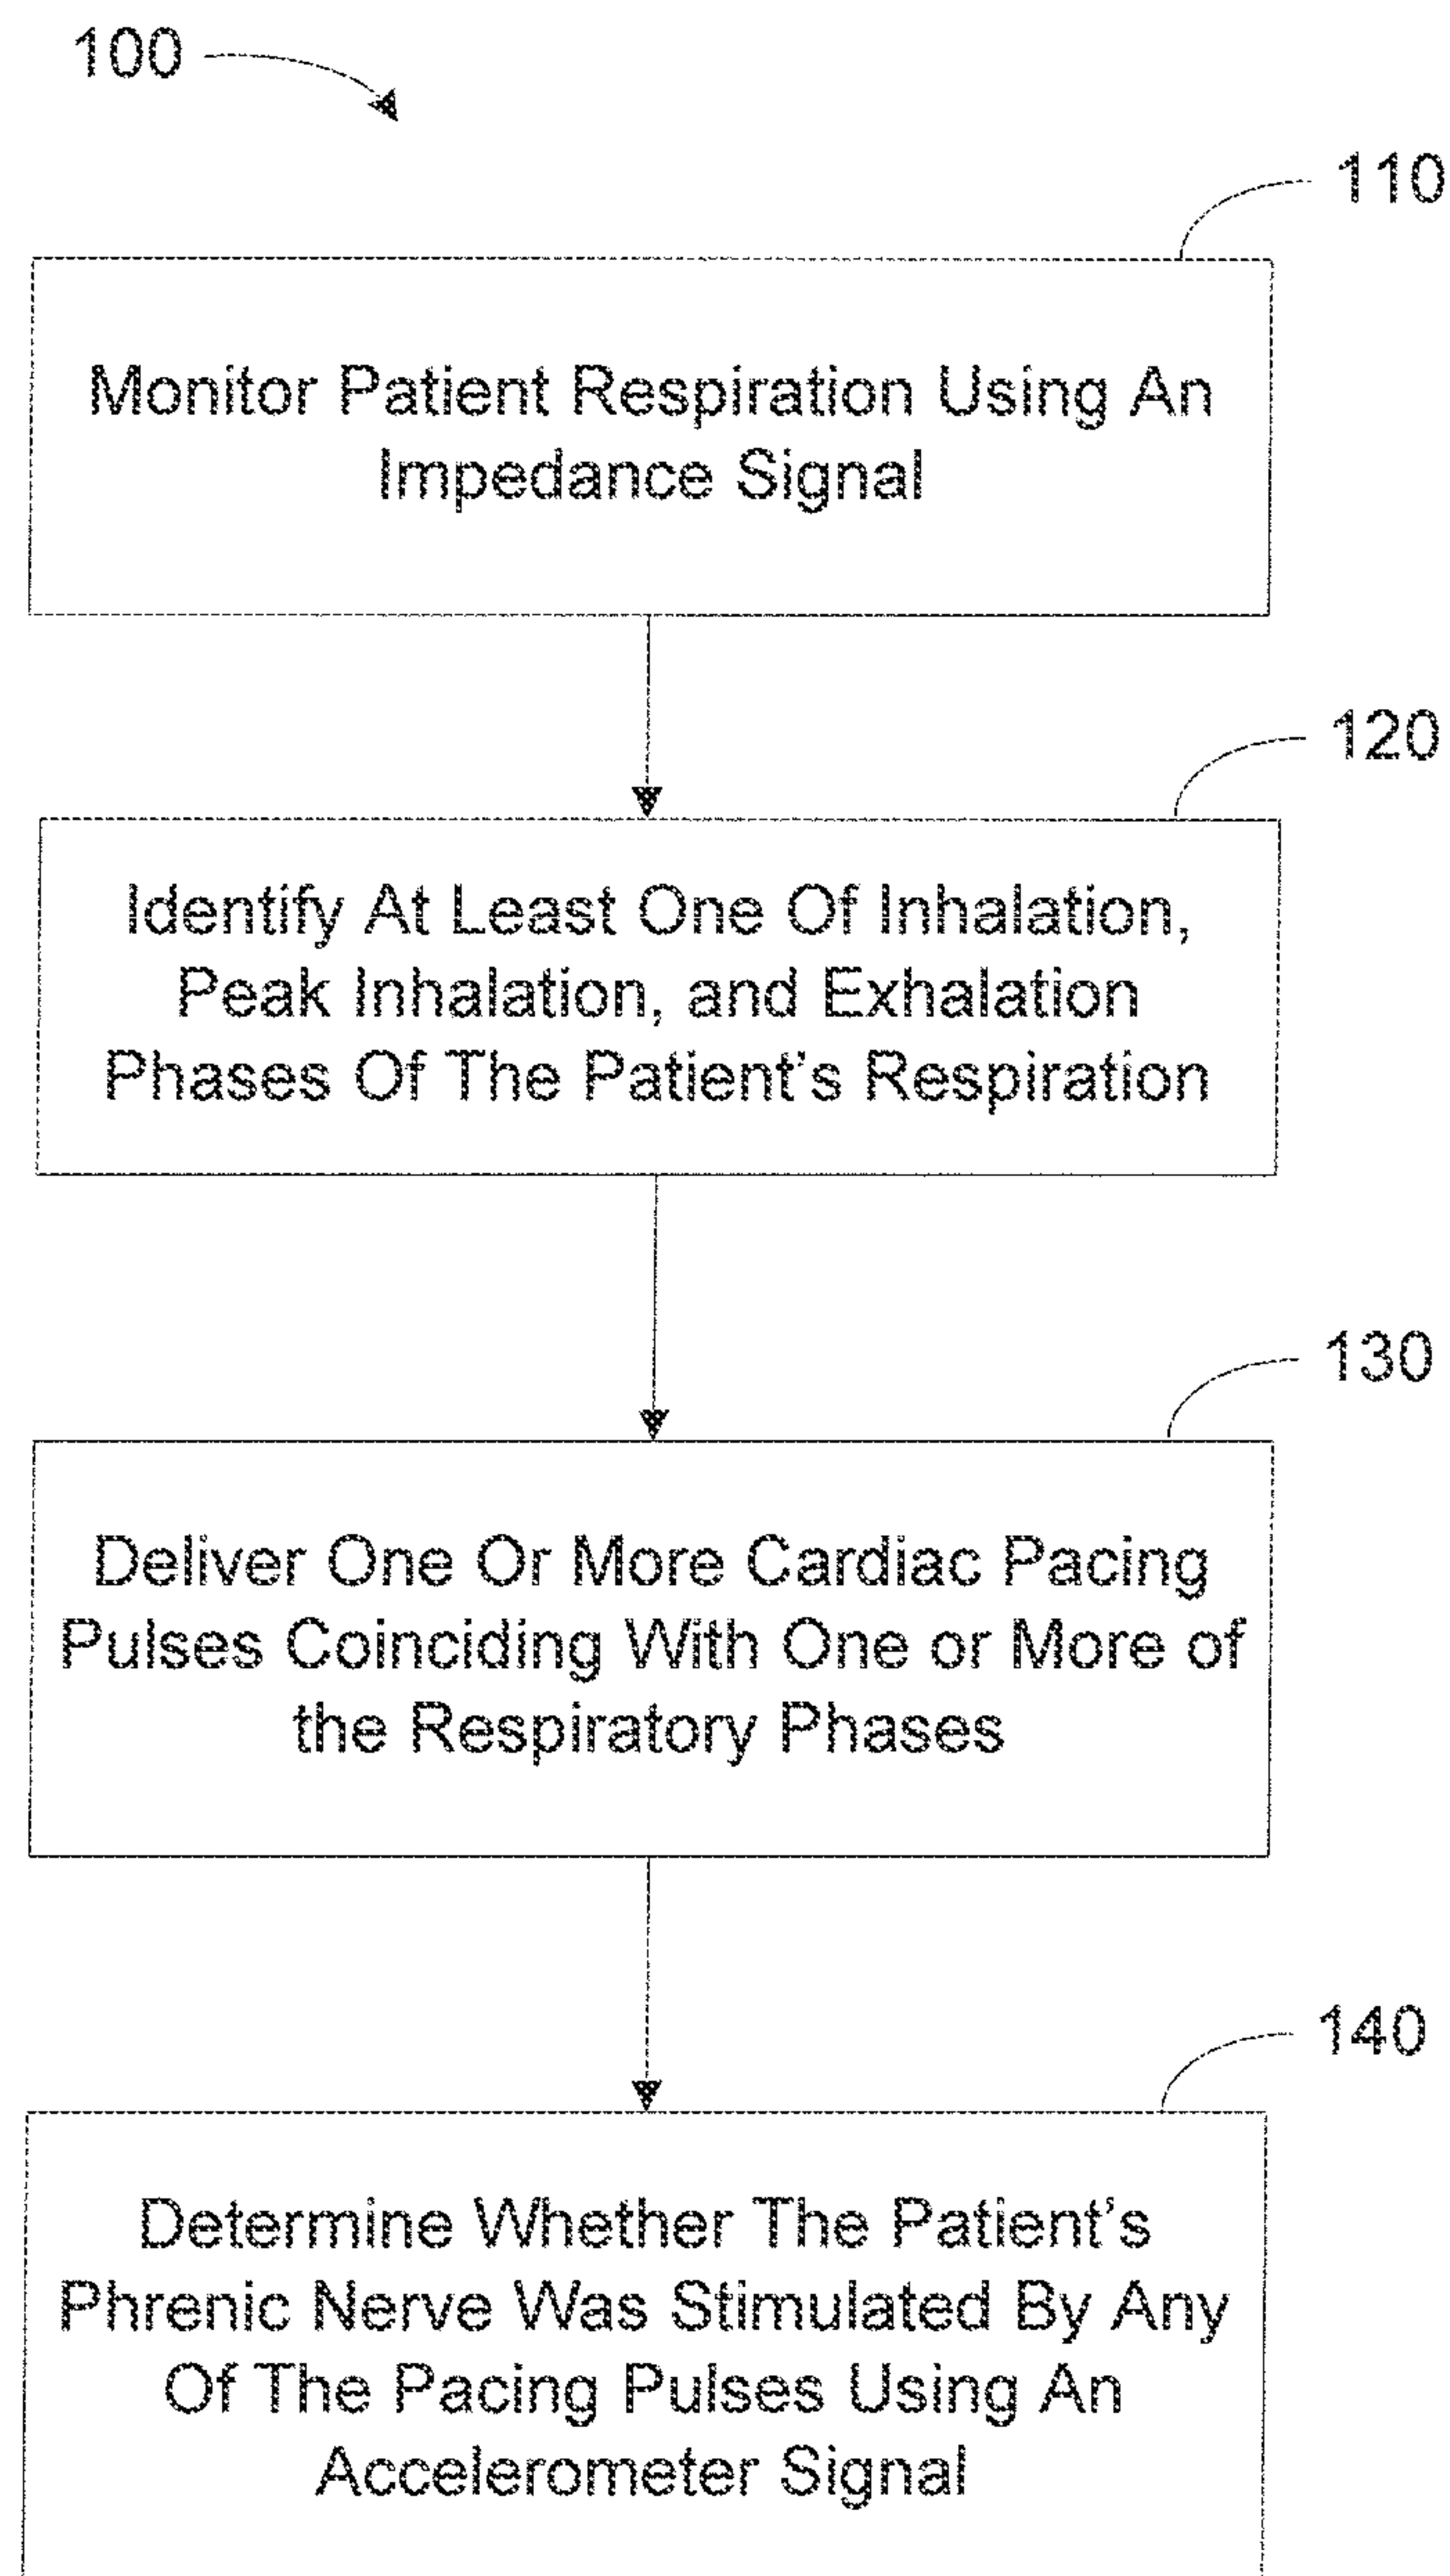 100
110
Monitor Patient Respiration Using An
Impedance Signal
120
Identify At Least One Of Inhalation,
Peak Inhalation, and Exhalation
Phases Of The Patient's Respiration
130
Deliver One Or More Cardiac Pacing
Pulses Coinciding With One or More of
the Respiratory Phases
140
Determine Whether The Patient's
Phrenic Nerve Was Stimulated By Any
Of The Pacing Pulses Using An
Accelerometer Signal